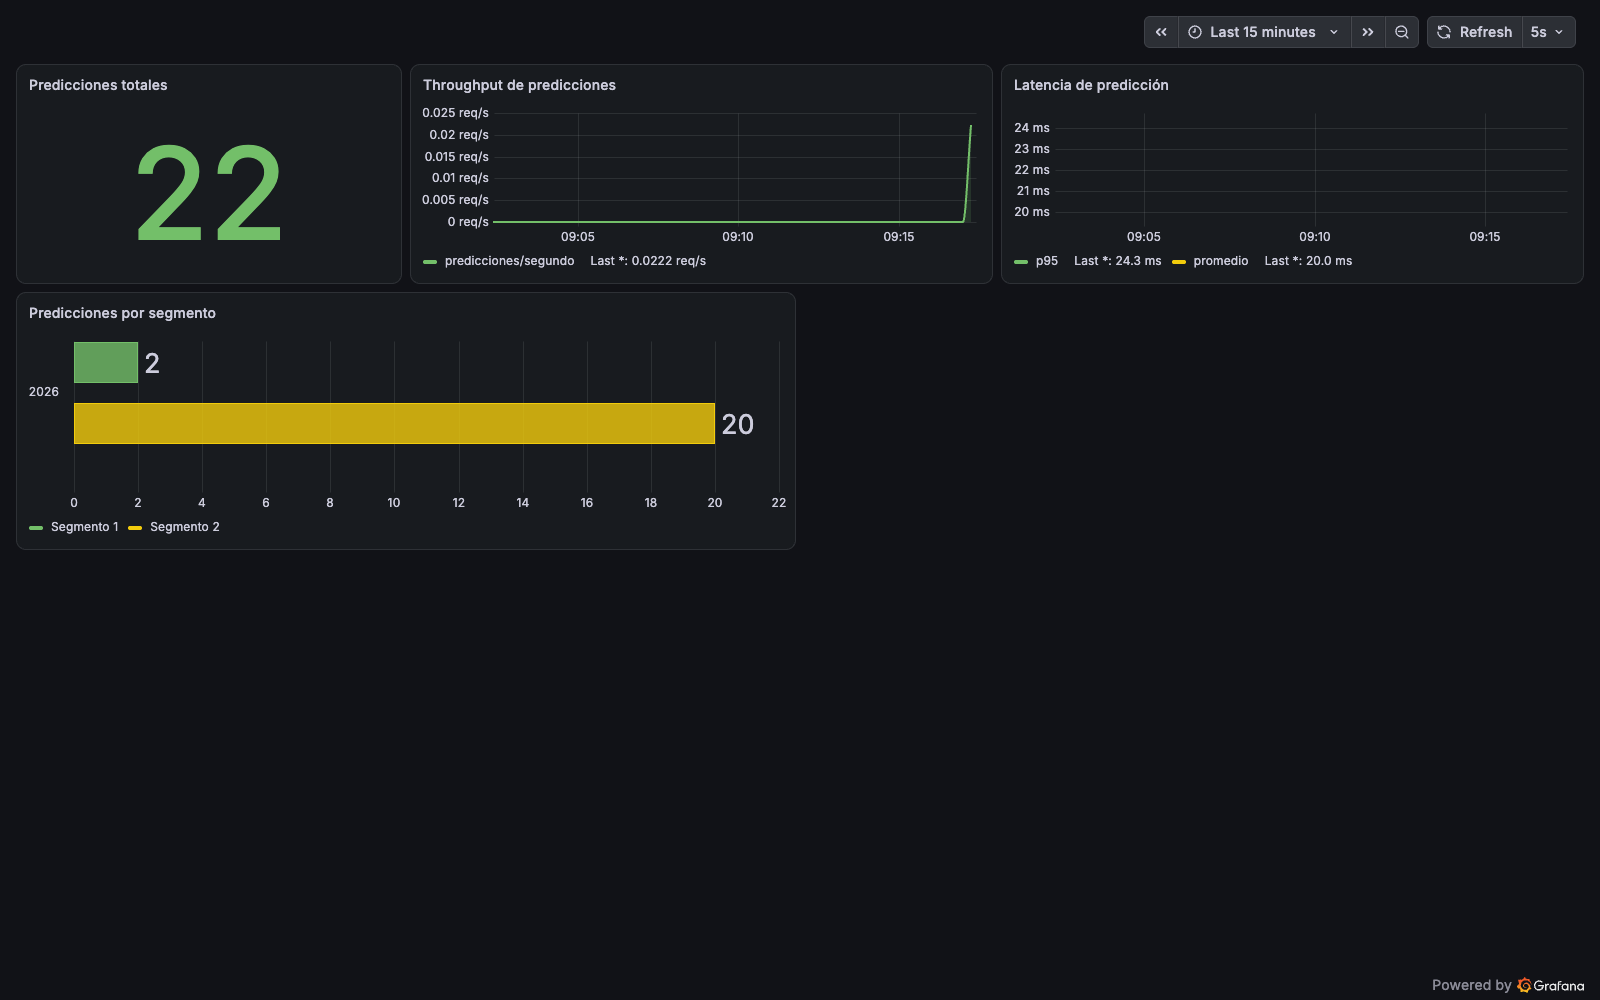 Last 15 minutes
Refresh
5s
Predicciones totales
22
Throughput de predicciones
0.025 req/s
0.02 req/s
0.015 req/s
0.01 req/s
0.005 req/s
0 req/s
09:05 09:10 09:15
predicciones/segundo Last *: 0.0222 req/s
Latencia de predicción
24 ms
23 ms
22 ms
21 ms
20 ms
09:05 09:10 09:15
p95 Last *: 24.3 ms promedio Last *: 20.0 ms
Predicciones por segmento
2
2026
20
0 2 4 6 8 10 12 14 16 18 20 22
Segmento 1 Segmento 2
Powered by Grafana